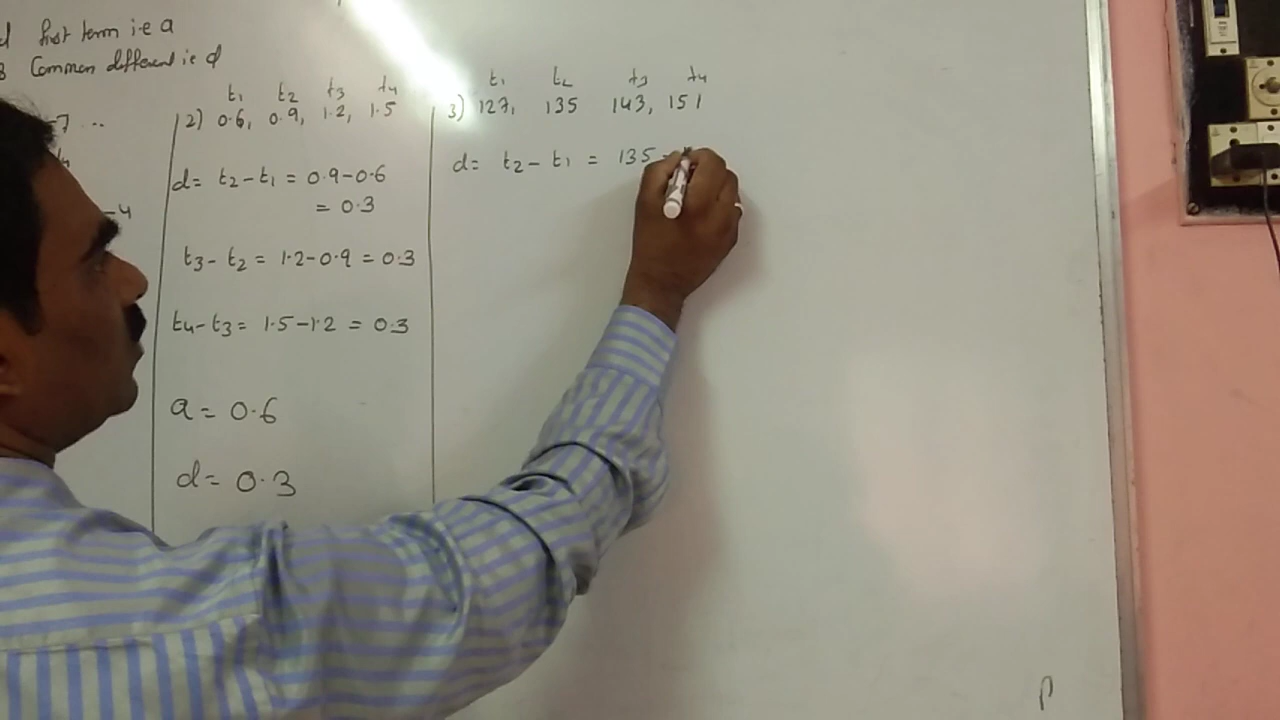 first term i.e a
Common different ie d
-7 ..
-4
t₁ t₂ t₃ t₄
2) 0.6, 0.9, 1.2, 1.5
d= t₂-t₁ = 0.9-0.6
= 0.3
t₃-t₂ = 1.2-0.9 = 0.3
t₄-t₃ = 1.5-1.2 = 0.3
a = 0.6
d = 0.3
t₁ t₂ t₃ t₄
3) 127, 135 143, 151
d= t₂-t₁ = 135-